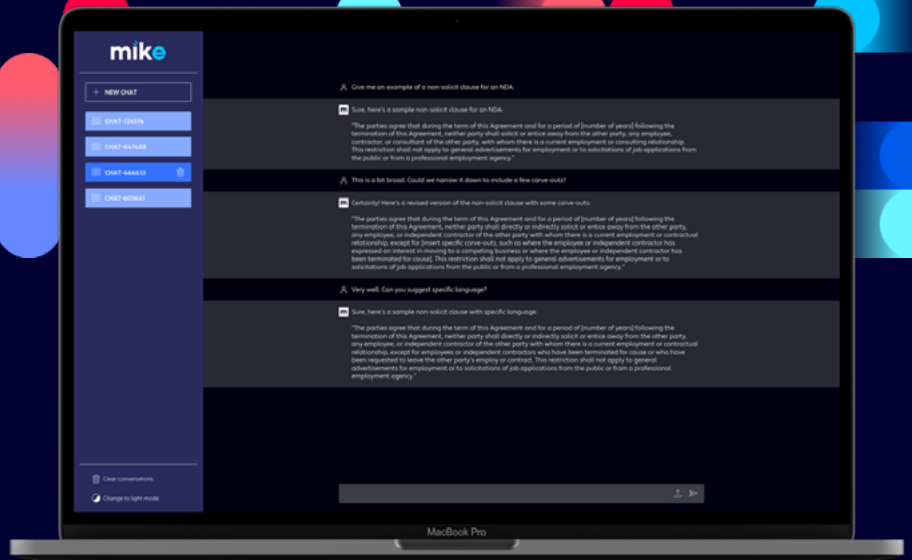 mike
NEW CHAT
CHAT-726514
CHAT-647659
CHAT-466633
CHAT-603641
Clear conversations
Change to light mode
Give me an example of a non-solicit clause for an NDA.
m Sure, here's a sample non-solicit clause for an NDA:
"The parties agree that during the term of this Agreement and for a period of [number of years] following the
termination of this Agreement, neither party shall solicit or entice away from the other party, any employee,
contractor, or consultant of the other party, with whom there is a current employment or consulting relationship.
This restriction shall not apply to general advertisements for employment or to solicitations of job applications from
the public or from a professional employment agency."
This is a bit broad. Could we narrow it down to include a few carve-outs?
m Certainly! Here's a revised version of the non-solicit clause with some carve-outs:
"The parties agree that during the term of this Agreement and for a period of [number of years] following the
termination of this Agreement, neither party shall directly or indirectly solicit or entice away from the other party,
any employee, or independent contractor of the other party with whom there is a current employment or contractual
relationship, except for [insert specific carve-outs, such as where the employee or independent contractor has
expressed an interest in moving to a competing business or where the employee or independent contractor has
been terminated for cause]. This restriction shall not apply to general advertisements for employment or to
solicitations of job applications from the public or from a professional employment agency."
Very well. Can you suggest specific language?
m Sure, here's a sample non-solicit clause with specific language:
"The parties agree that during the term of this Agreement and for a period of [number of years] following the
termination of this Agreement, neither party shall directly or indirectly solicit or entice away from the other party,
any employee, or independent contractor of the other party with whom there is a current employment or contractual
relationship, except for employees or independent contractors who have been terminated for cause or who have
been requested to leave the other party's employ or contract. This restriction shall not apply to general
advertisements for employment or to solicitations of job applications from the public or from a professional
employment agency."
MacBook Pro